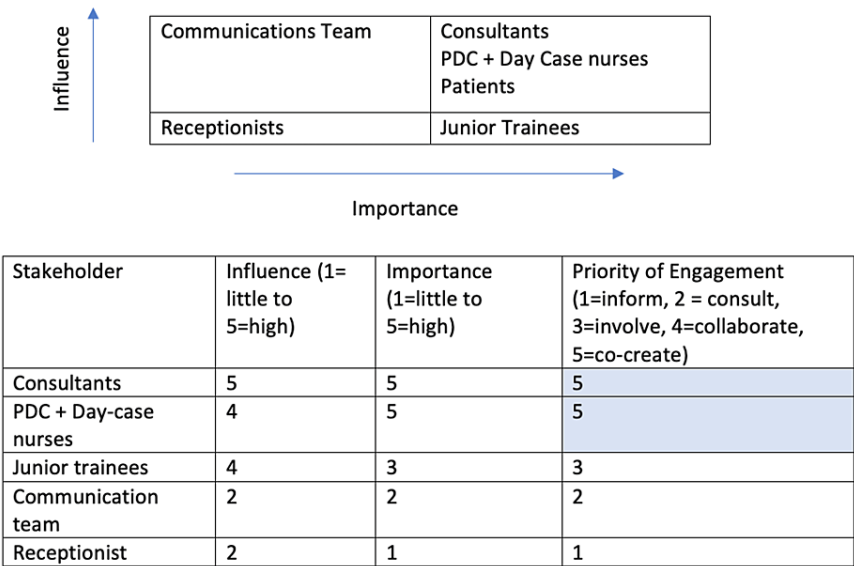 Influence
Communications Team
Consultants
PDC + Day Case nurses
Patients
Receptionists
Junior Trainees
Importance
Stakeholder
Influence (1=
little to
5=high)
Importance
(1=little to
5=high)
Priority of Engagement
(1=inform, 2 = consult,
3=involve, 4=collaborate,
5=co-create)
Consultants
5
5
5
PDC + Day-case
nurses
4
5
5
Junior trainees
4
3
3
Communication
team
2
2
2
Receptionist
2
1
1